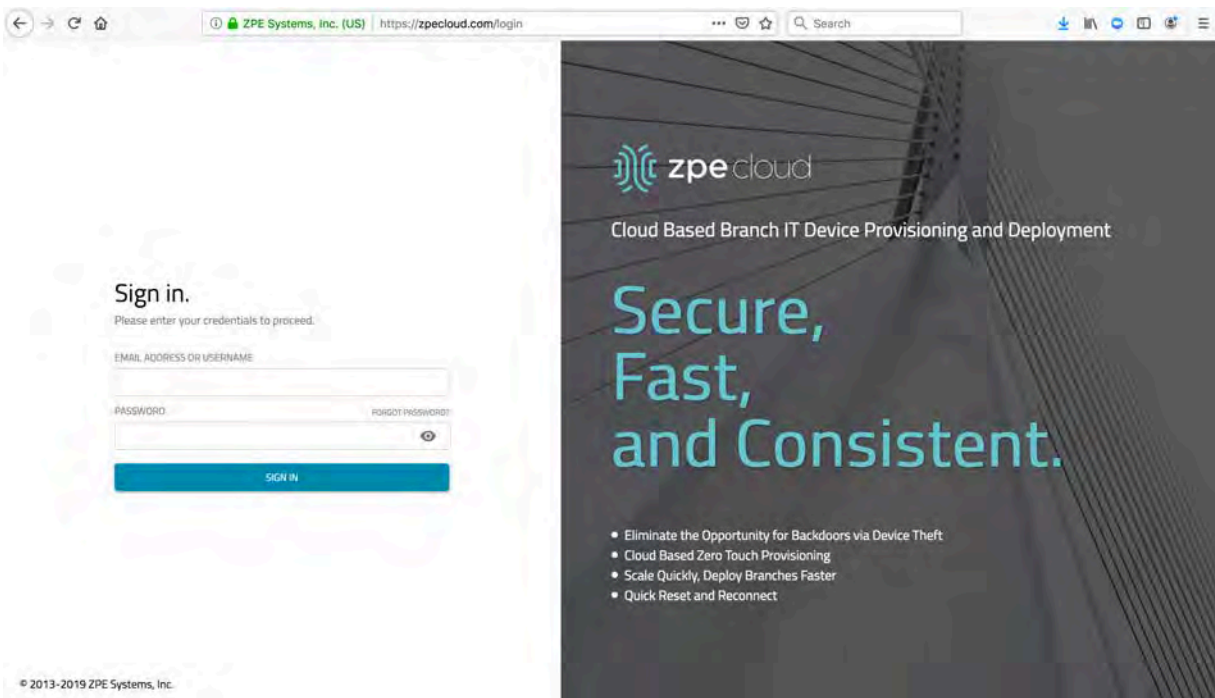 ZPE Systems, Inc. (US)
https://zpecloud.com/login
Search
Sign in.
Please enter your credentials to proceed.
EMAIL ADDRESS OR USERNAME
PASSWORD
FORGOT PASSWORD?
SIGN IN
© 2013-2019 ZPE Systems, Inc.
zpe cloud
Cloud Based Branch IT Device Provisioning and Deployment
Secure,
Fast,
and Consistent.
• Eliminate the Opportunity for Backdoors via Device Theft
• Cloud Based Zero Touch Provisioning
• Scale Quickly, Deploy Branches Faster
• Quick Reset and Reconnect